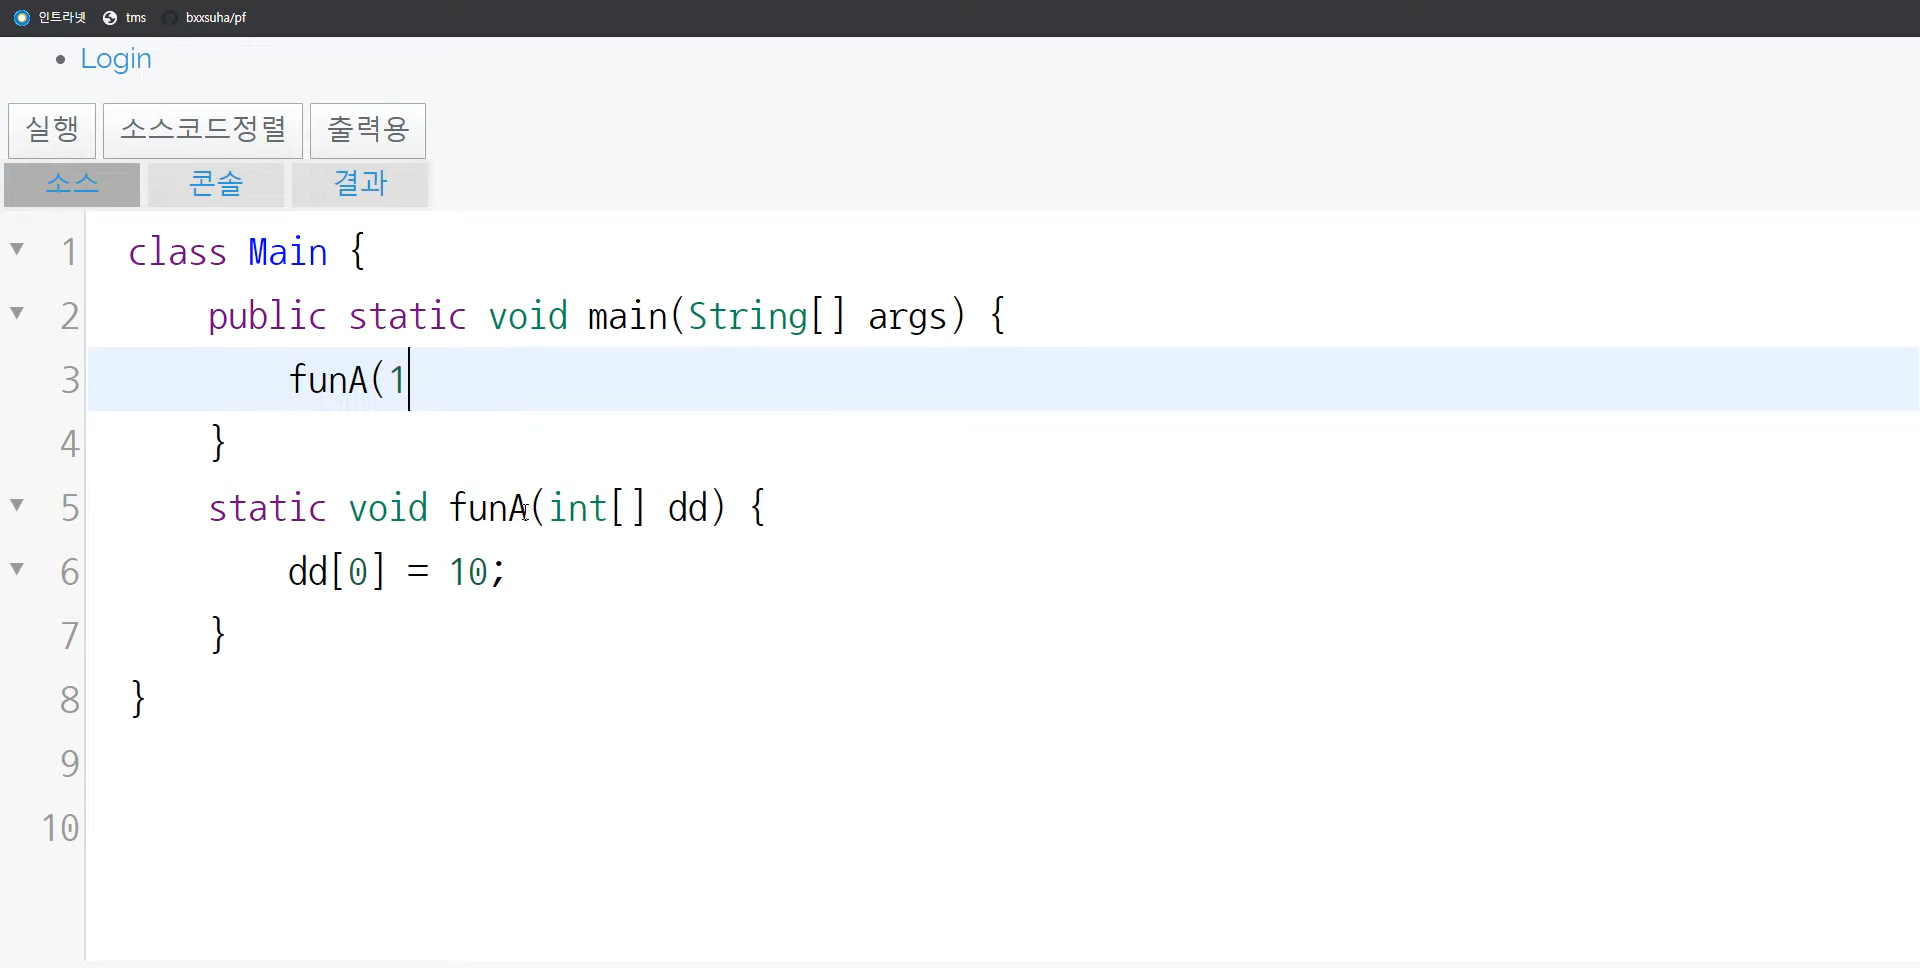 인트라넷 tms bxxsuha/pf
Login
실행 소스코드정렬 출력용
소스 콘솔 결과
1 class Main {
2 public static void main(String[] args) {
3 funA(1
4 }
5 static void funA(int[] dd) {
6 dd[0] = 10;
7 }
8 }
9
10